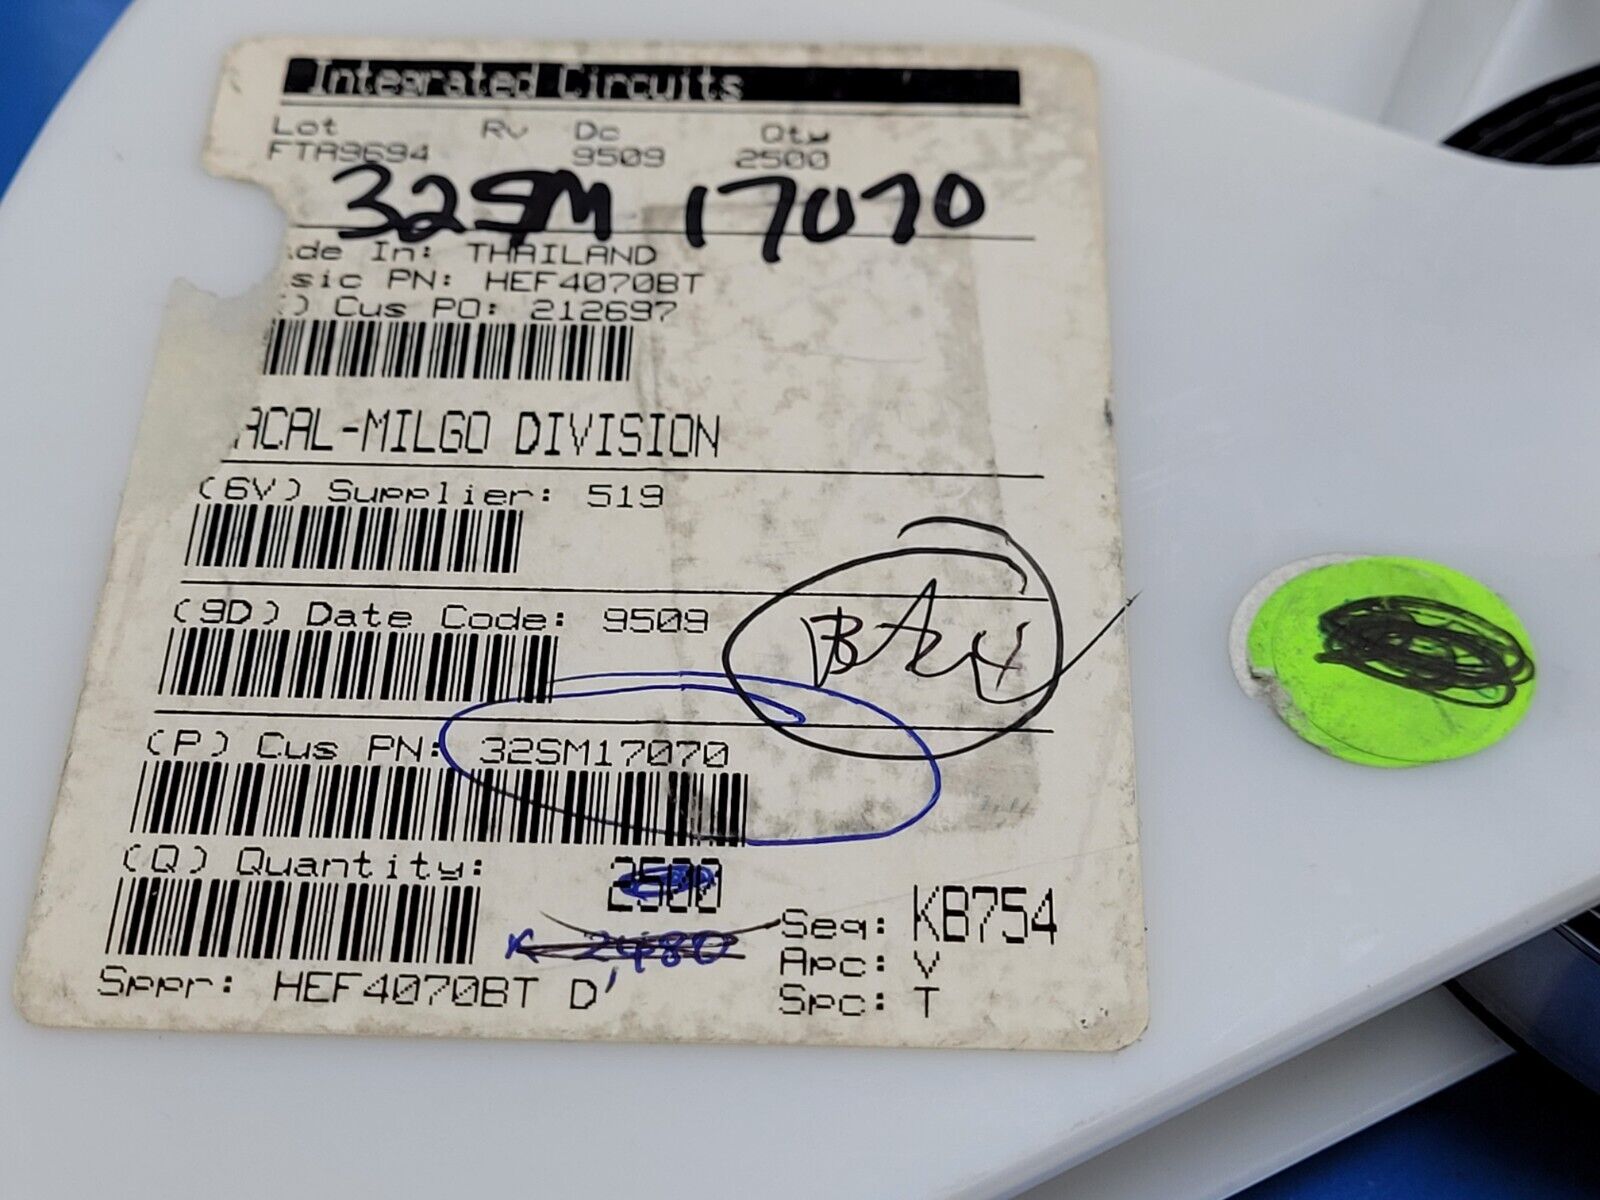 Integrated Circuits
Lot Rv Dc Qty
FTA9694 9509 2500
32SM 17070
de In: THAILAND
sic PN: HEF4070BT
) Cus PO: 212697
ACAL-MILGO DIVISION
(6V) Supplier: 519
(9D) Date Code: 9509
(P) Cus PN: 32SM17070
(Q) Quantity: 2500
2480
Seq: KB754
Apc: V
Spc: T
Sppr: HEF4070BT D